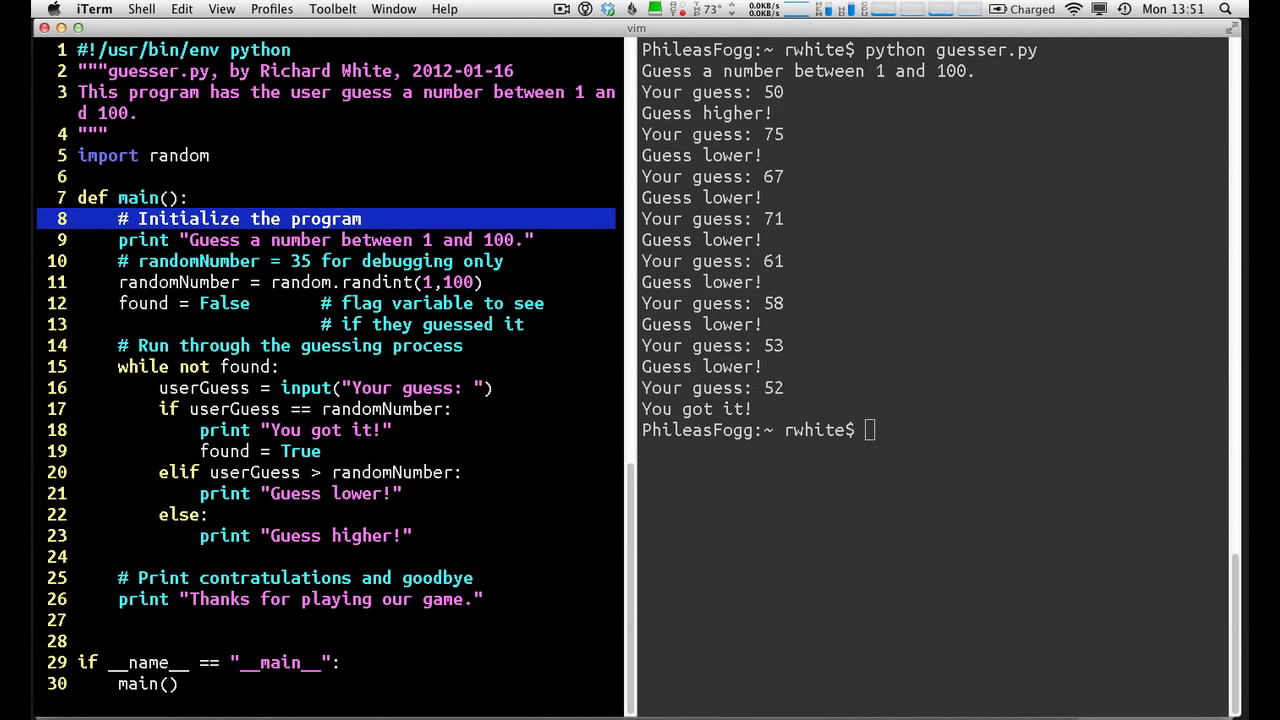 iTerm Shell Edit View Profiles Toolbelt Window Help 73° 0.0KB/s 0.0KB/s Charged Mon 13:51
vim
1 #!/usr/bin/env python
2 """guesser.py, by Richard White, 2012-01-16
3 This program has the user guess a number between 1 an
d 100.
4 """
5 import random
6
7 def main():
8     # Initialize the program
9     print "Guess a number between 1 and 100."
10     # randomNumber = 35 for debugging only
11     randomNumber = random.randint(1,100)
12     found = False       # flag variable to see
13                         # if they guessed it
14     # Run through the guessing process
15     while not found:
16         userGuess = input("Your guess: ")
17         if userGuess == randomNumber:
18             print "You got it!"
19             found = True
20         elif userGuess > randomNumber:
21             print "Guess lower!"
22         else:
23             print "Guess higher!"
24
25     # Print contratulations and goodbye
26     print "Thanks for playing our game."
27
28
29 if __name__ == "__main__":
30     main()
PhileasFogg:~ rwhite$ python guesser.py
Guess a number between 1 and 100.
Your guess: 50
Guess higher!
Your guess: 75
Guess lower!
Your guess: 67
Guess lower!
Your guess: 71
Guess lower!
Your guess: 61
Guess lower!
Your guess: 58
Guess lower!
Your guess: 53
Guess lower!
Your guess: 52
You got it!
PhileasFogg:~ rwhite$